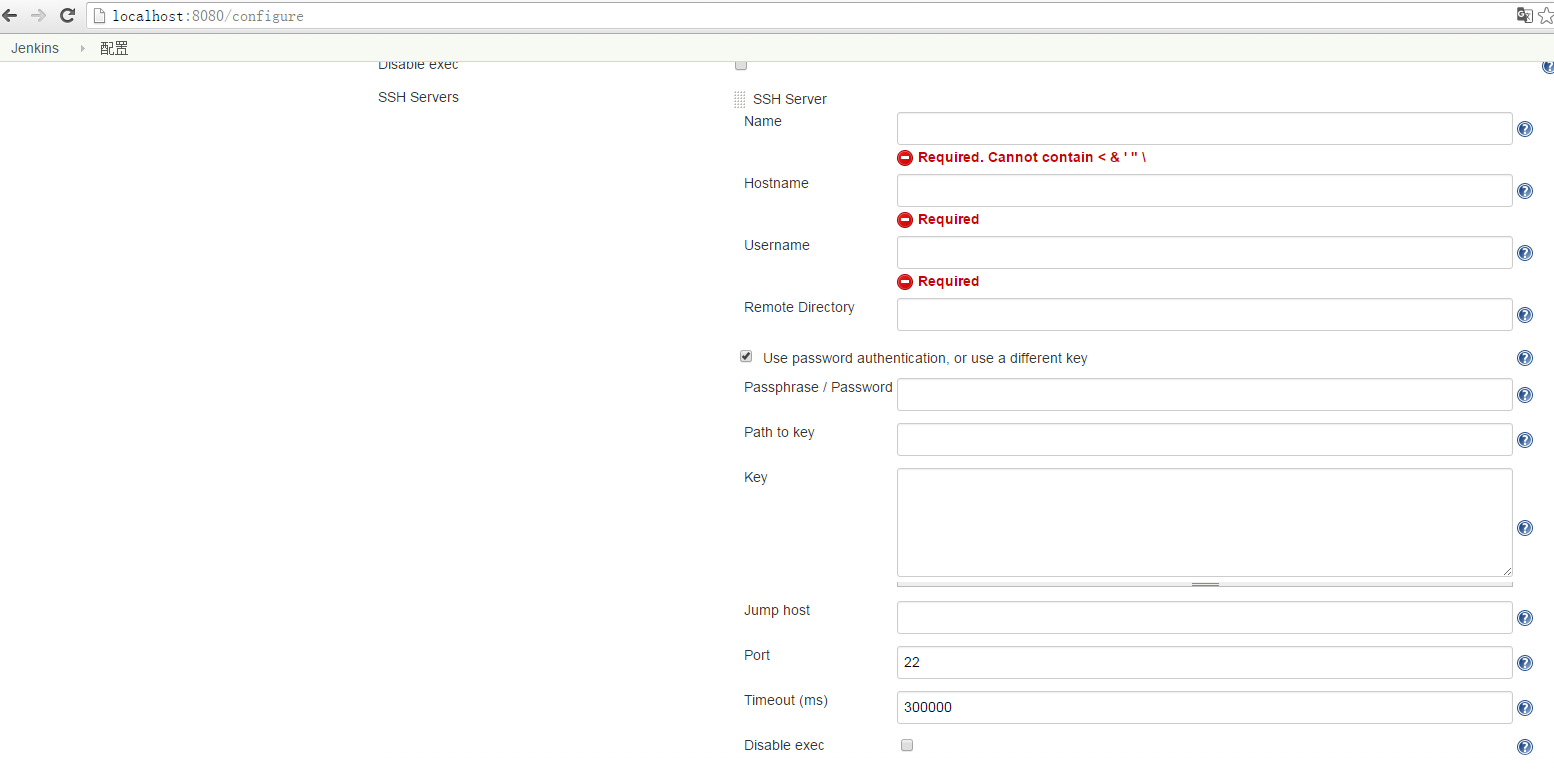 localhost:8080/configure
Jenkins 配置
Disable exec
SSH Servers
SSH Server
Name
Required. Cannot contain < & ' " \
Hostname
Required
Username
Required
Remote Directory
Use password authentication, or use a different key
Passphrase / Password
Path to key
Key
Jump host
Port 22
Timeout (ms) 300000
Disable exec